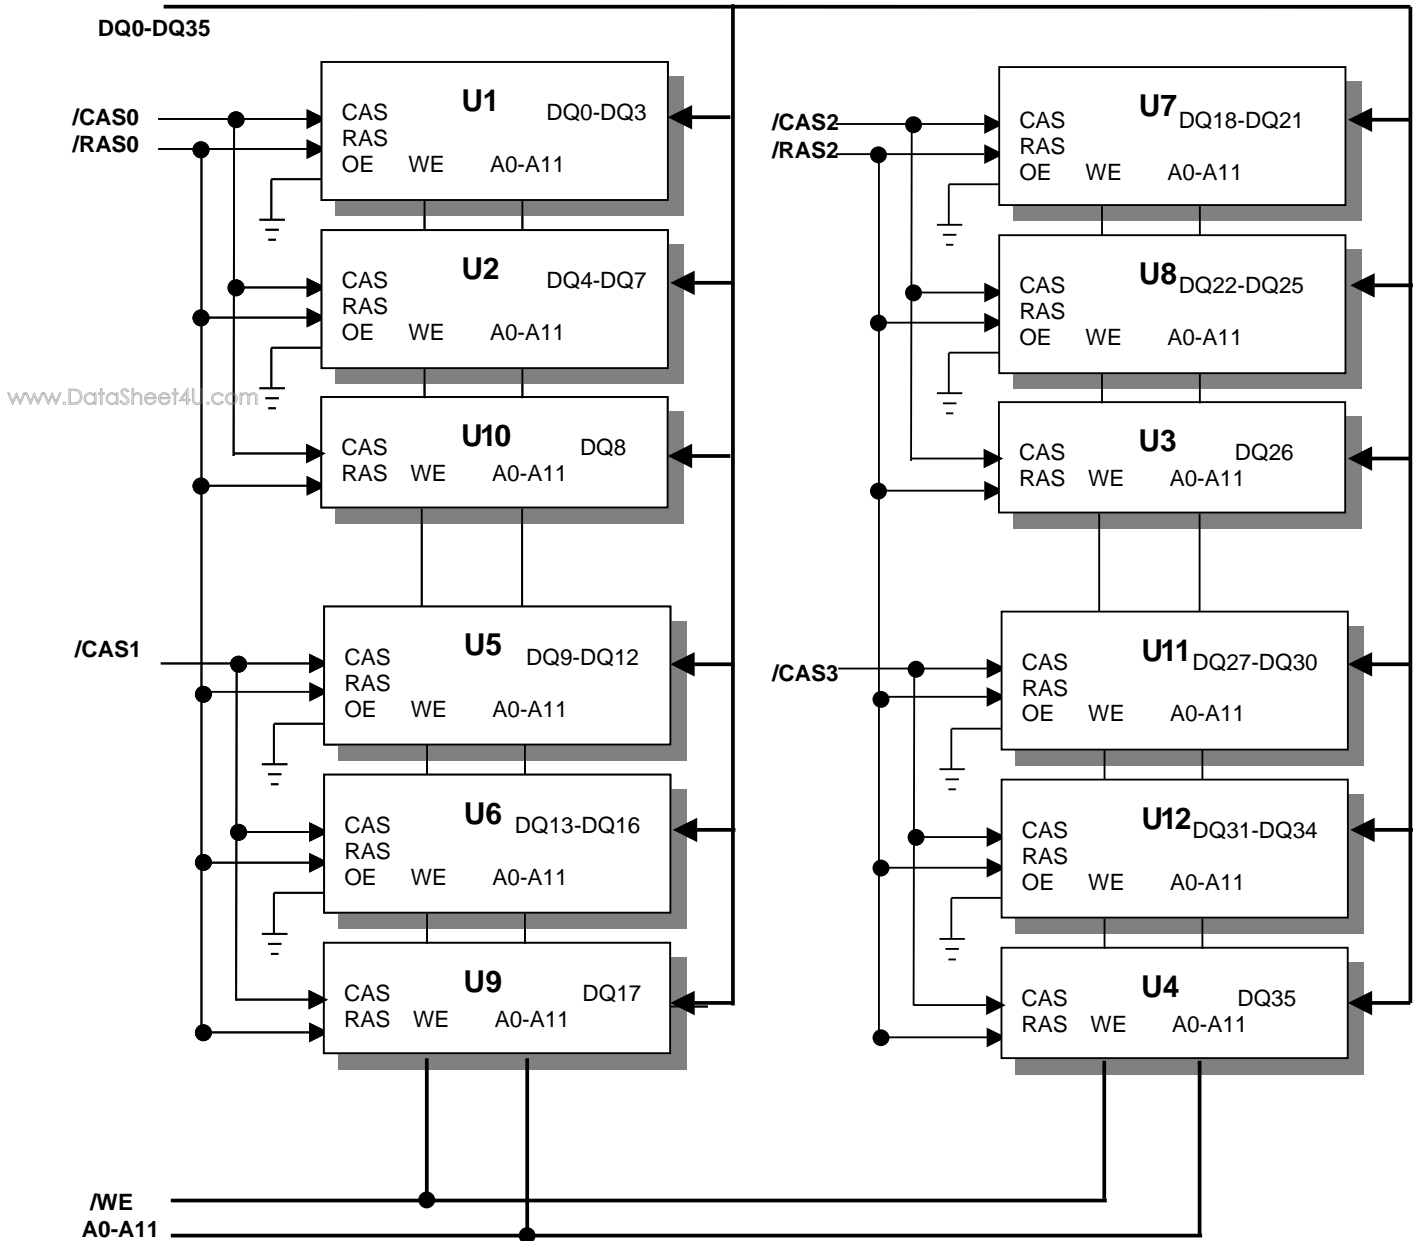 DQ0-DQ35
/CAS0
/RAS0
U1
DQ0-DQ3
CAS
RAS
OE WE A0-A11
U2
DQ4-DQ7
CAS
RAS
OE WE A0-A11
www.DataSheet4U.com
U10
DQ8
CAS
RAS WE A0-A11
/CAS1
U5
DQ9-DQ12
CAS
RAS
OE WE A0-A11
U6
DQ13-DQ16
CAS
RAS
OE WE A0-A11
U9
DQ17
CAS
RAS WE A0-A11
/CAS2
/RAS2
U7
DQ18-DQ21
CAS
RAS
OE WE A0-A11
U8
DQ22-DQ25
CAS
RAS
OE WE A0-A11
U3
DQ26
CAS
RAS WE A0-A11
/CAS3
U11
DQ27-DQ30
CAS
RAS
OE WE A0-A11
U12
DQ31-DQ34
CAS
RAS
OE WE A0-A11
U4
DQ35
CAS
RAS WE A0-A11
/WE
A0-A11